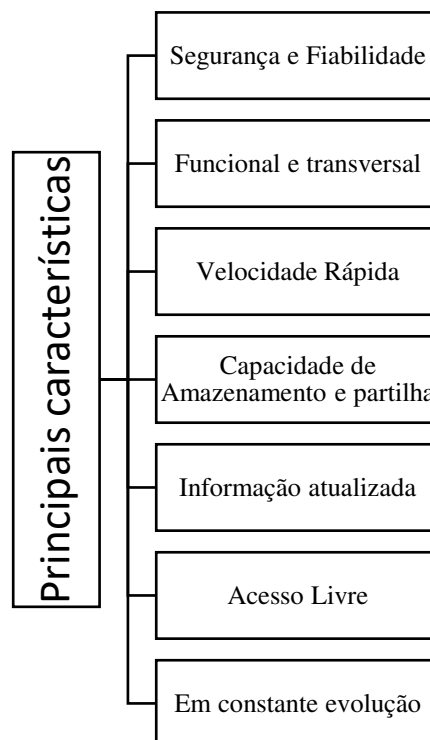 Principais características
Segurança e Fiabilidade
Funcional e transversal
Velocidade Rápida
Capacidade de
Amazenamento e partilha
Informação atualizada
Acesso Livre
Em constante evolução